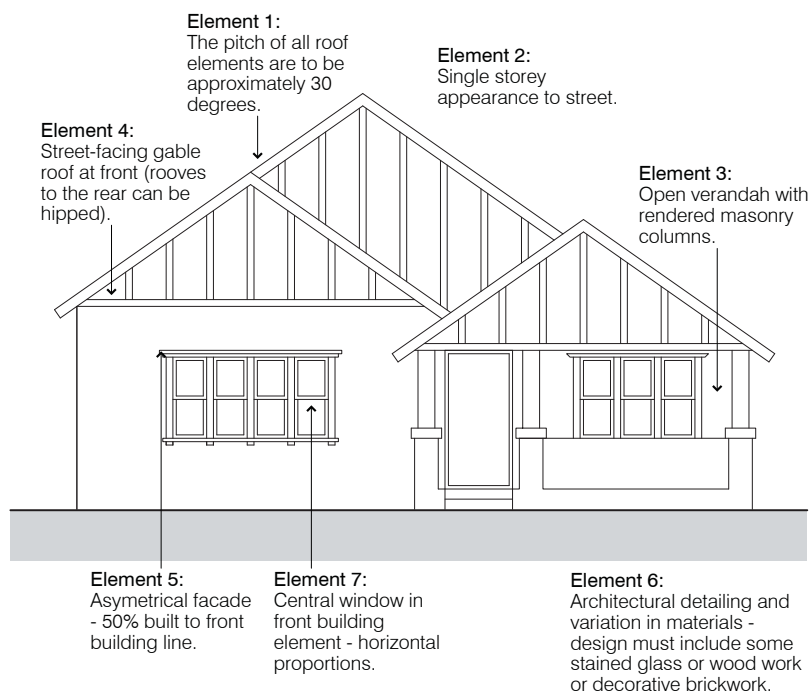 Element 1:
The pitch of all roof
elements are to be
approximately 30
degrees.
Element 2:
Single storey
appearance to street.
Element 4:
Street-facing gable
roof at front (rooves
to the rear can be
hipped).
Element 3:
Open verandah with
rendered masonry
columns.
Element 5:
Asymetrical facade
- 50% built to front
building line.
Element 7:
Central window in
front building
element - horizontal
proportions.
Element 6:
Architectural detailing and
variation in materials -
design must include some
stained glass or wood work
or decorative brickwork.